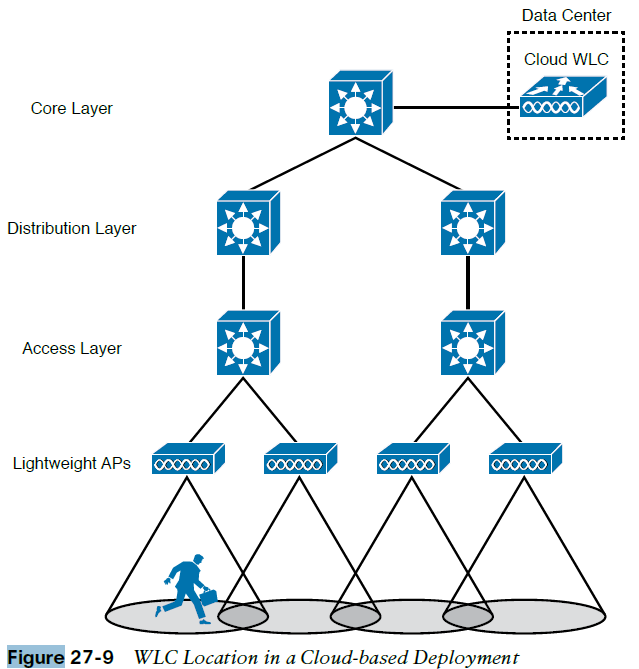 Data Center
Cloud WLC
Core Layer
Distribution Layer
Access Layer
Lightweight APs
Figure 27-9 WLC Location in a Cloud-based Deployment